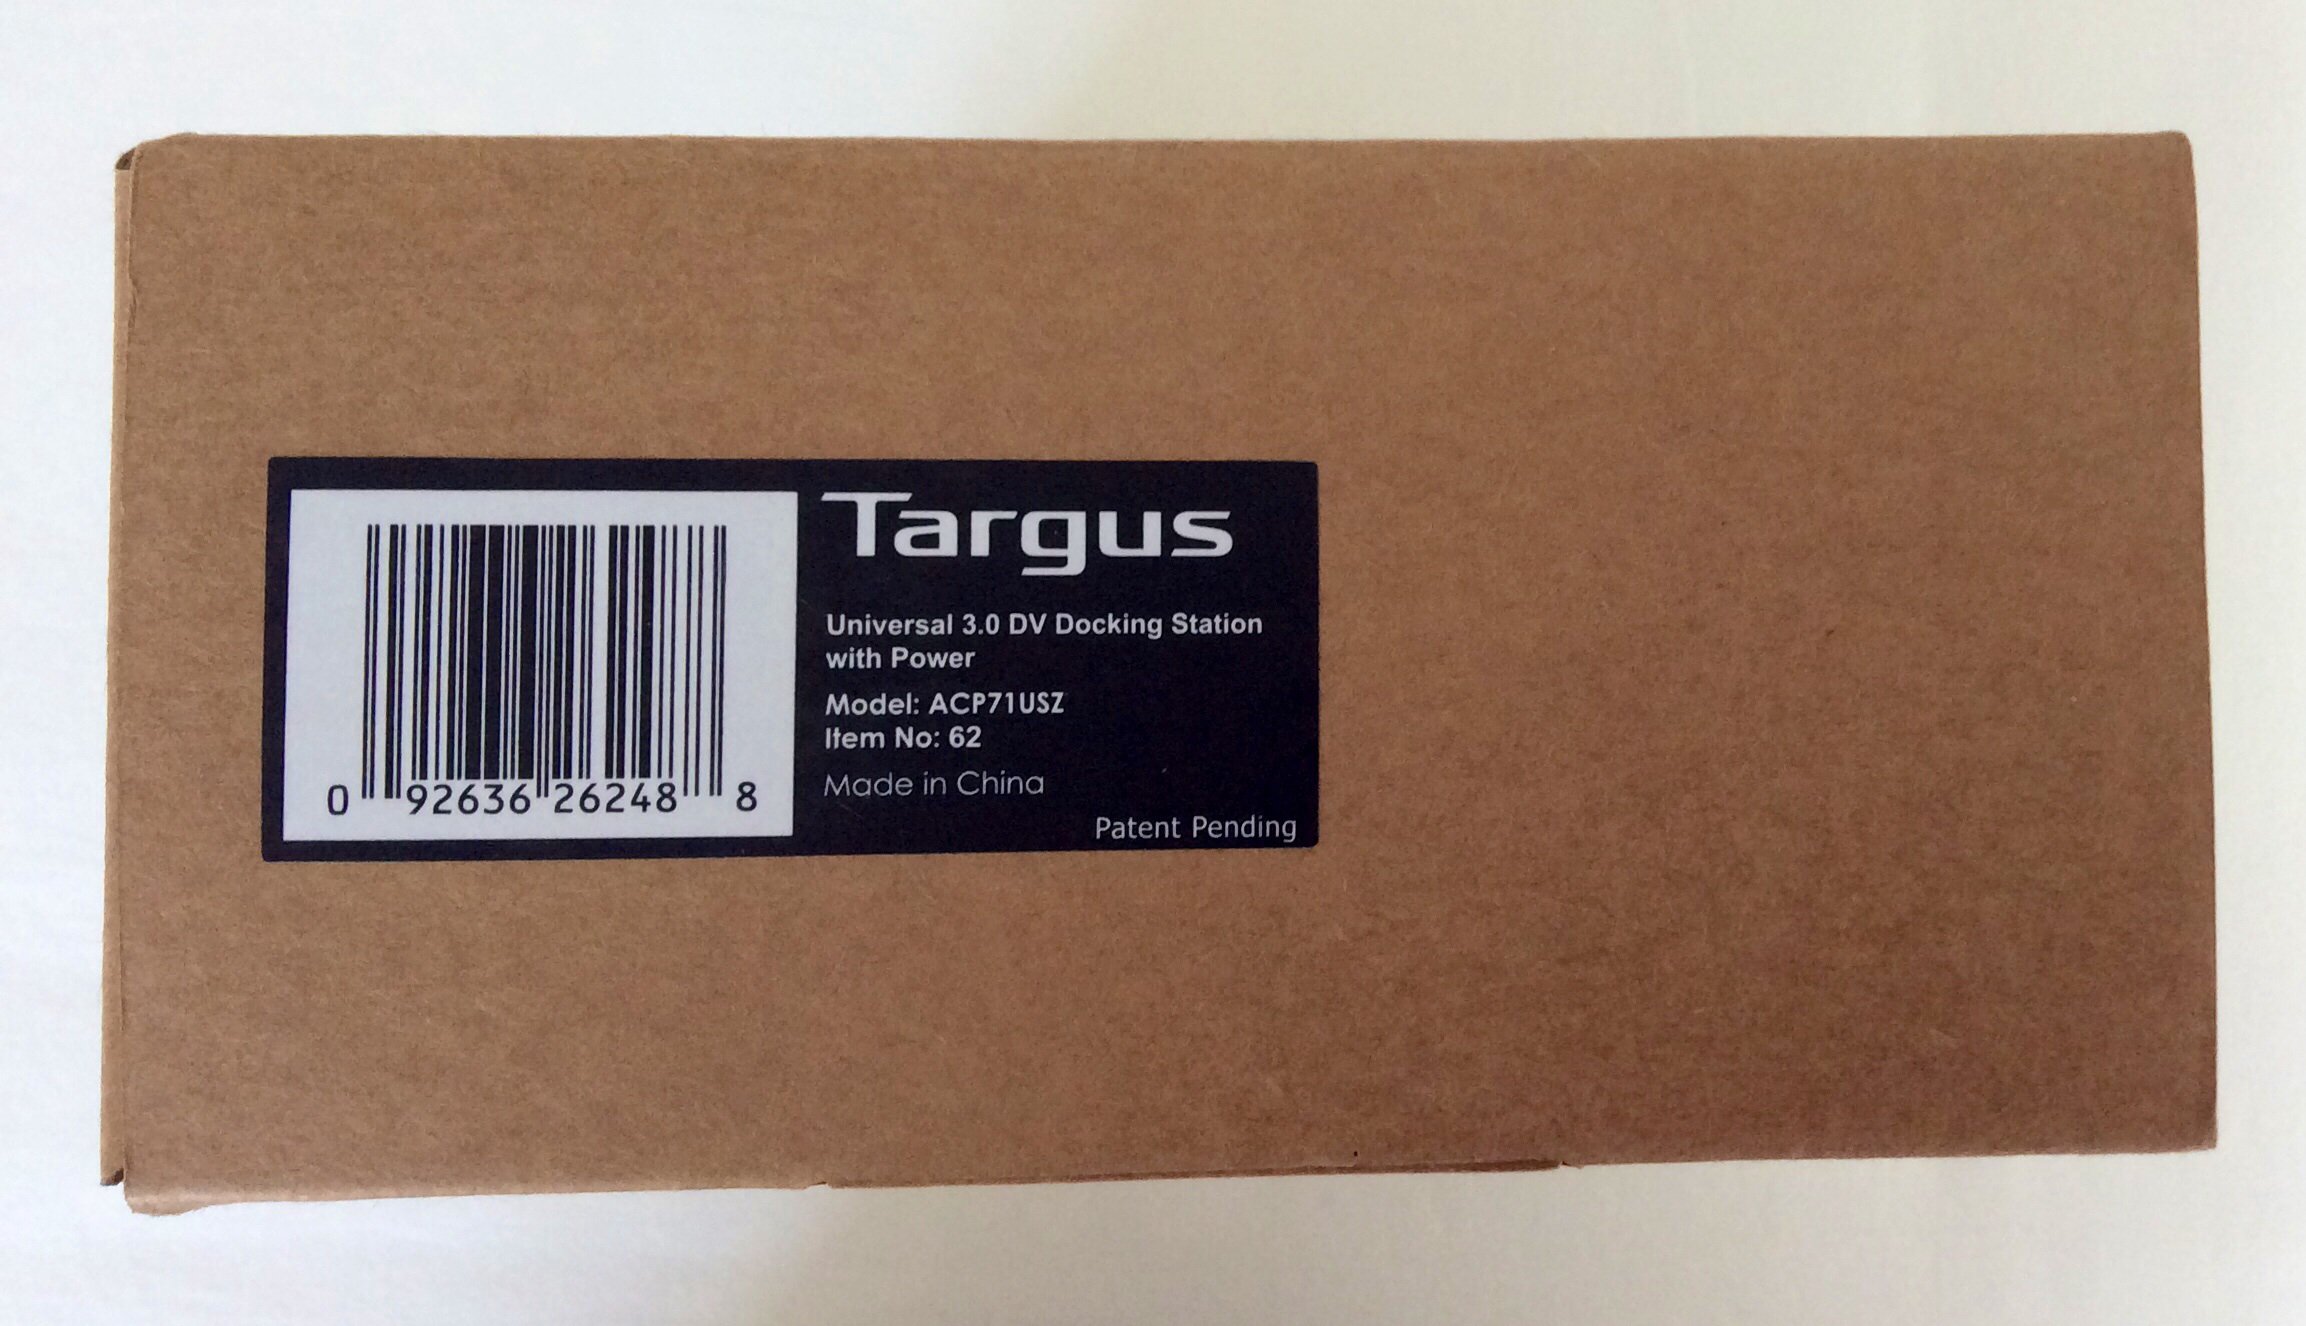 Targus
Universal 3.0 DV Docking Station
with Power
Model: ACP71USZ
Item No: 62
Made in China
Patent Pending
0 92636 26248 8